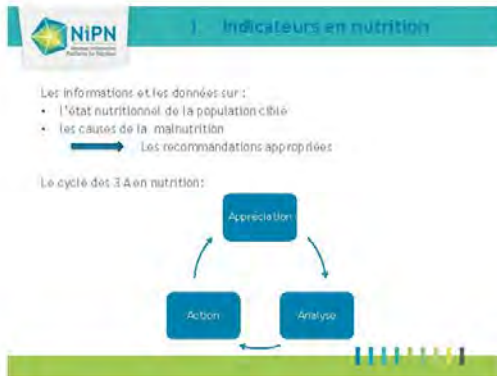 NiPN
1. Indicateurs en nutrition
Les informations et les données sur :
• l'état nutritionnel de la population cible
• les causes de la malnutrition
Les recommandations appropriées
Le cycle des 3 A en nutrition:
Appréciation
Action
Analyse